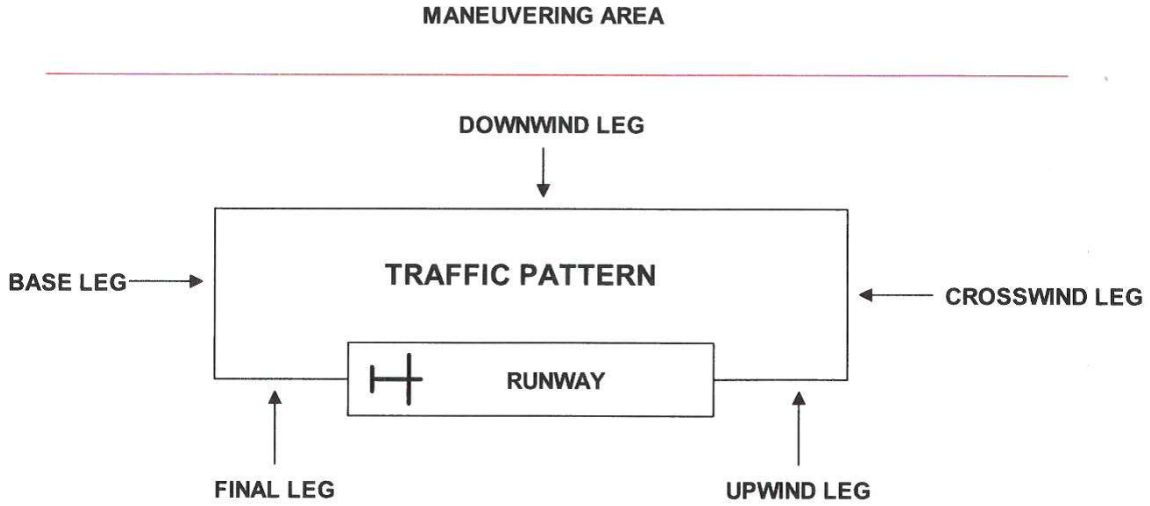 MANEUVERING AREA
DOWNWIND LEG
TRAFFIC PATTERN
BASE LEG
CROSSWIND LEG
RUNWAY
FINAL LEG
UPWIND LEG